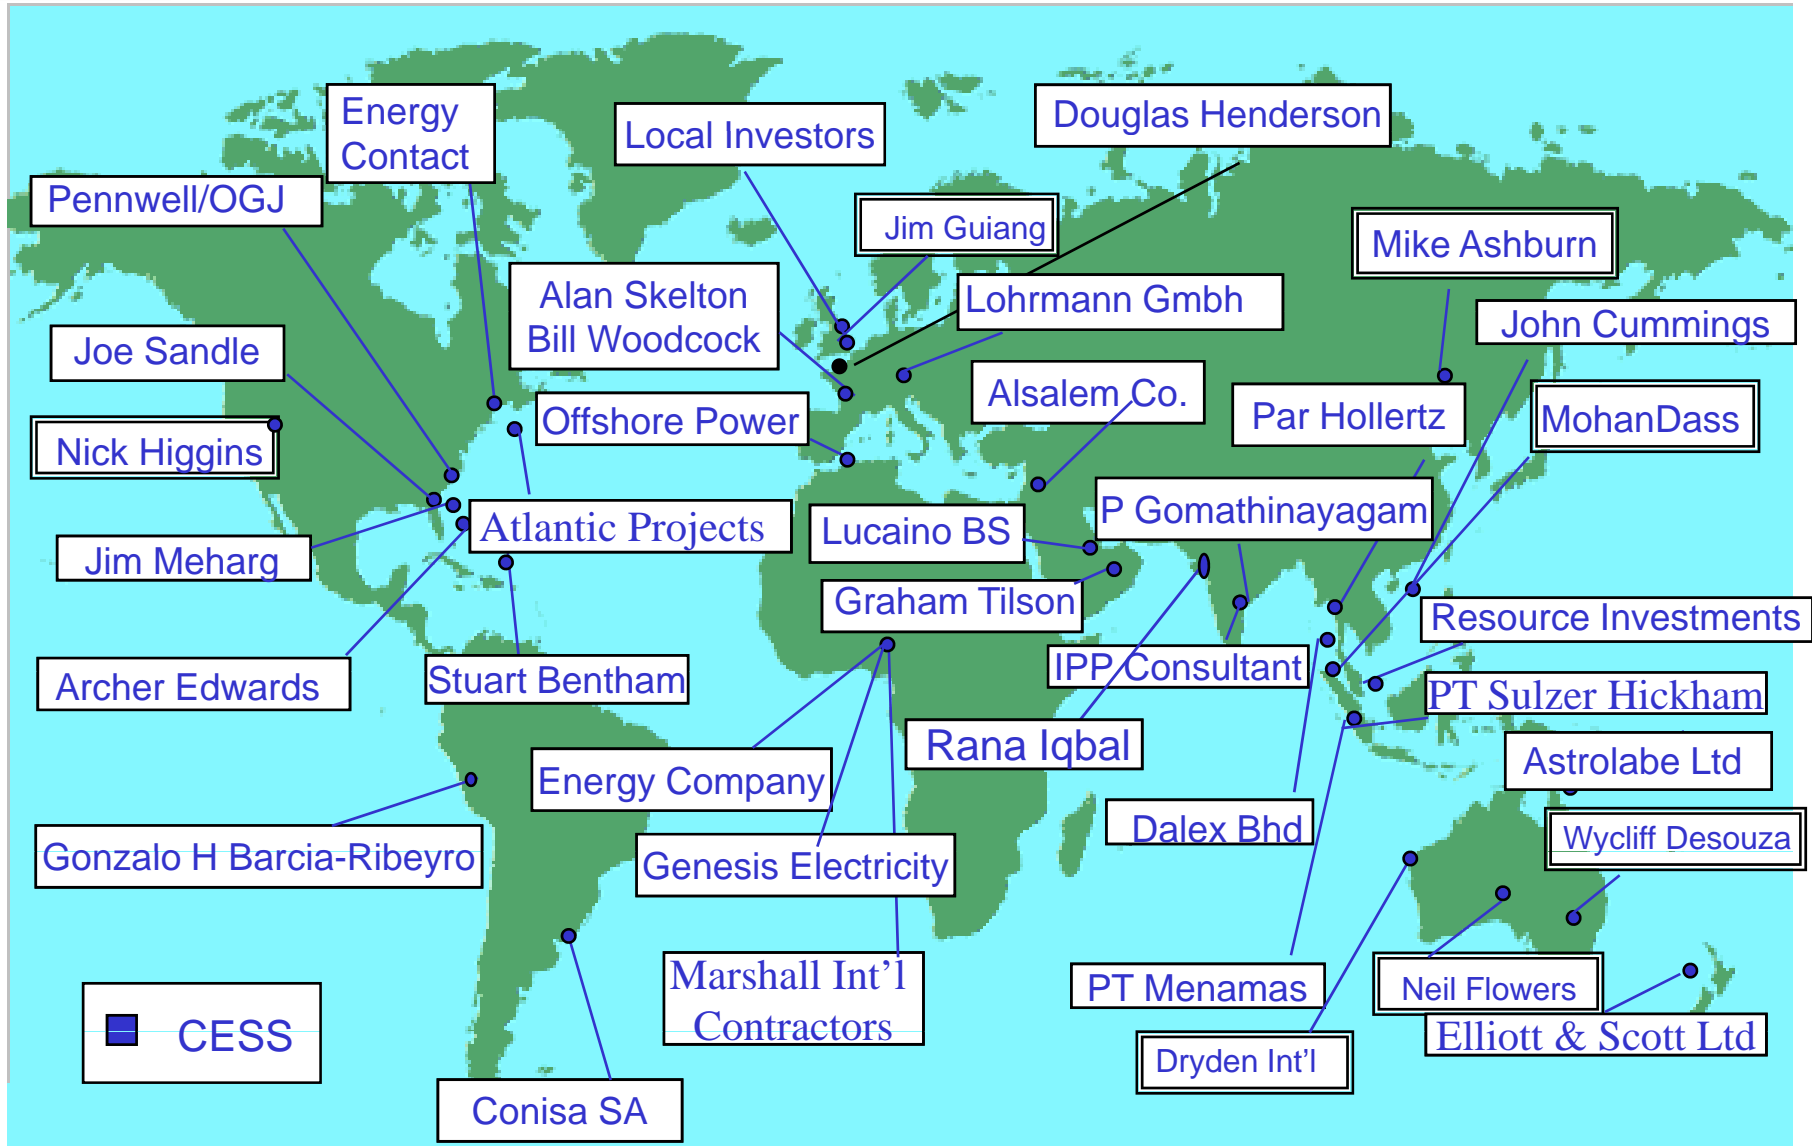 Energy
Contact
Local Investors
Douglas Henderson
Pennwell/OGJ
Jim Guiang
Mike Ashburn
Alan Skelton
Bill Woodcock
Lohrmann Gmbh
John Cummings
Joe Sandle
Alsalem Co.
Par Hollertz
MohanDass
Offshore Power
Nick Higgins
Atlantic Projects
Lucaino BS
P Gomathinayagam
Jim Meharg
Graham Tilson
Resource Investments
Archer Edwards
Stuart Bentham
IPP Consultant
PT Sulzer Hickham
Rana Iqbal
Astrolabe Ltd
Energy Company
Dalex Bhd
Wycliff Desouza
Gonzalo H Barcia-Ribeyro
Genesis Electricity
Marshall Int’l
Contractors
PT Menamas
Neil Flowers
CESS
Elliott & Scott Ltd
Dryden Int’l
Conisa SA